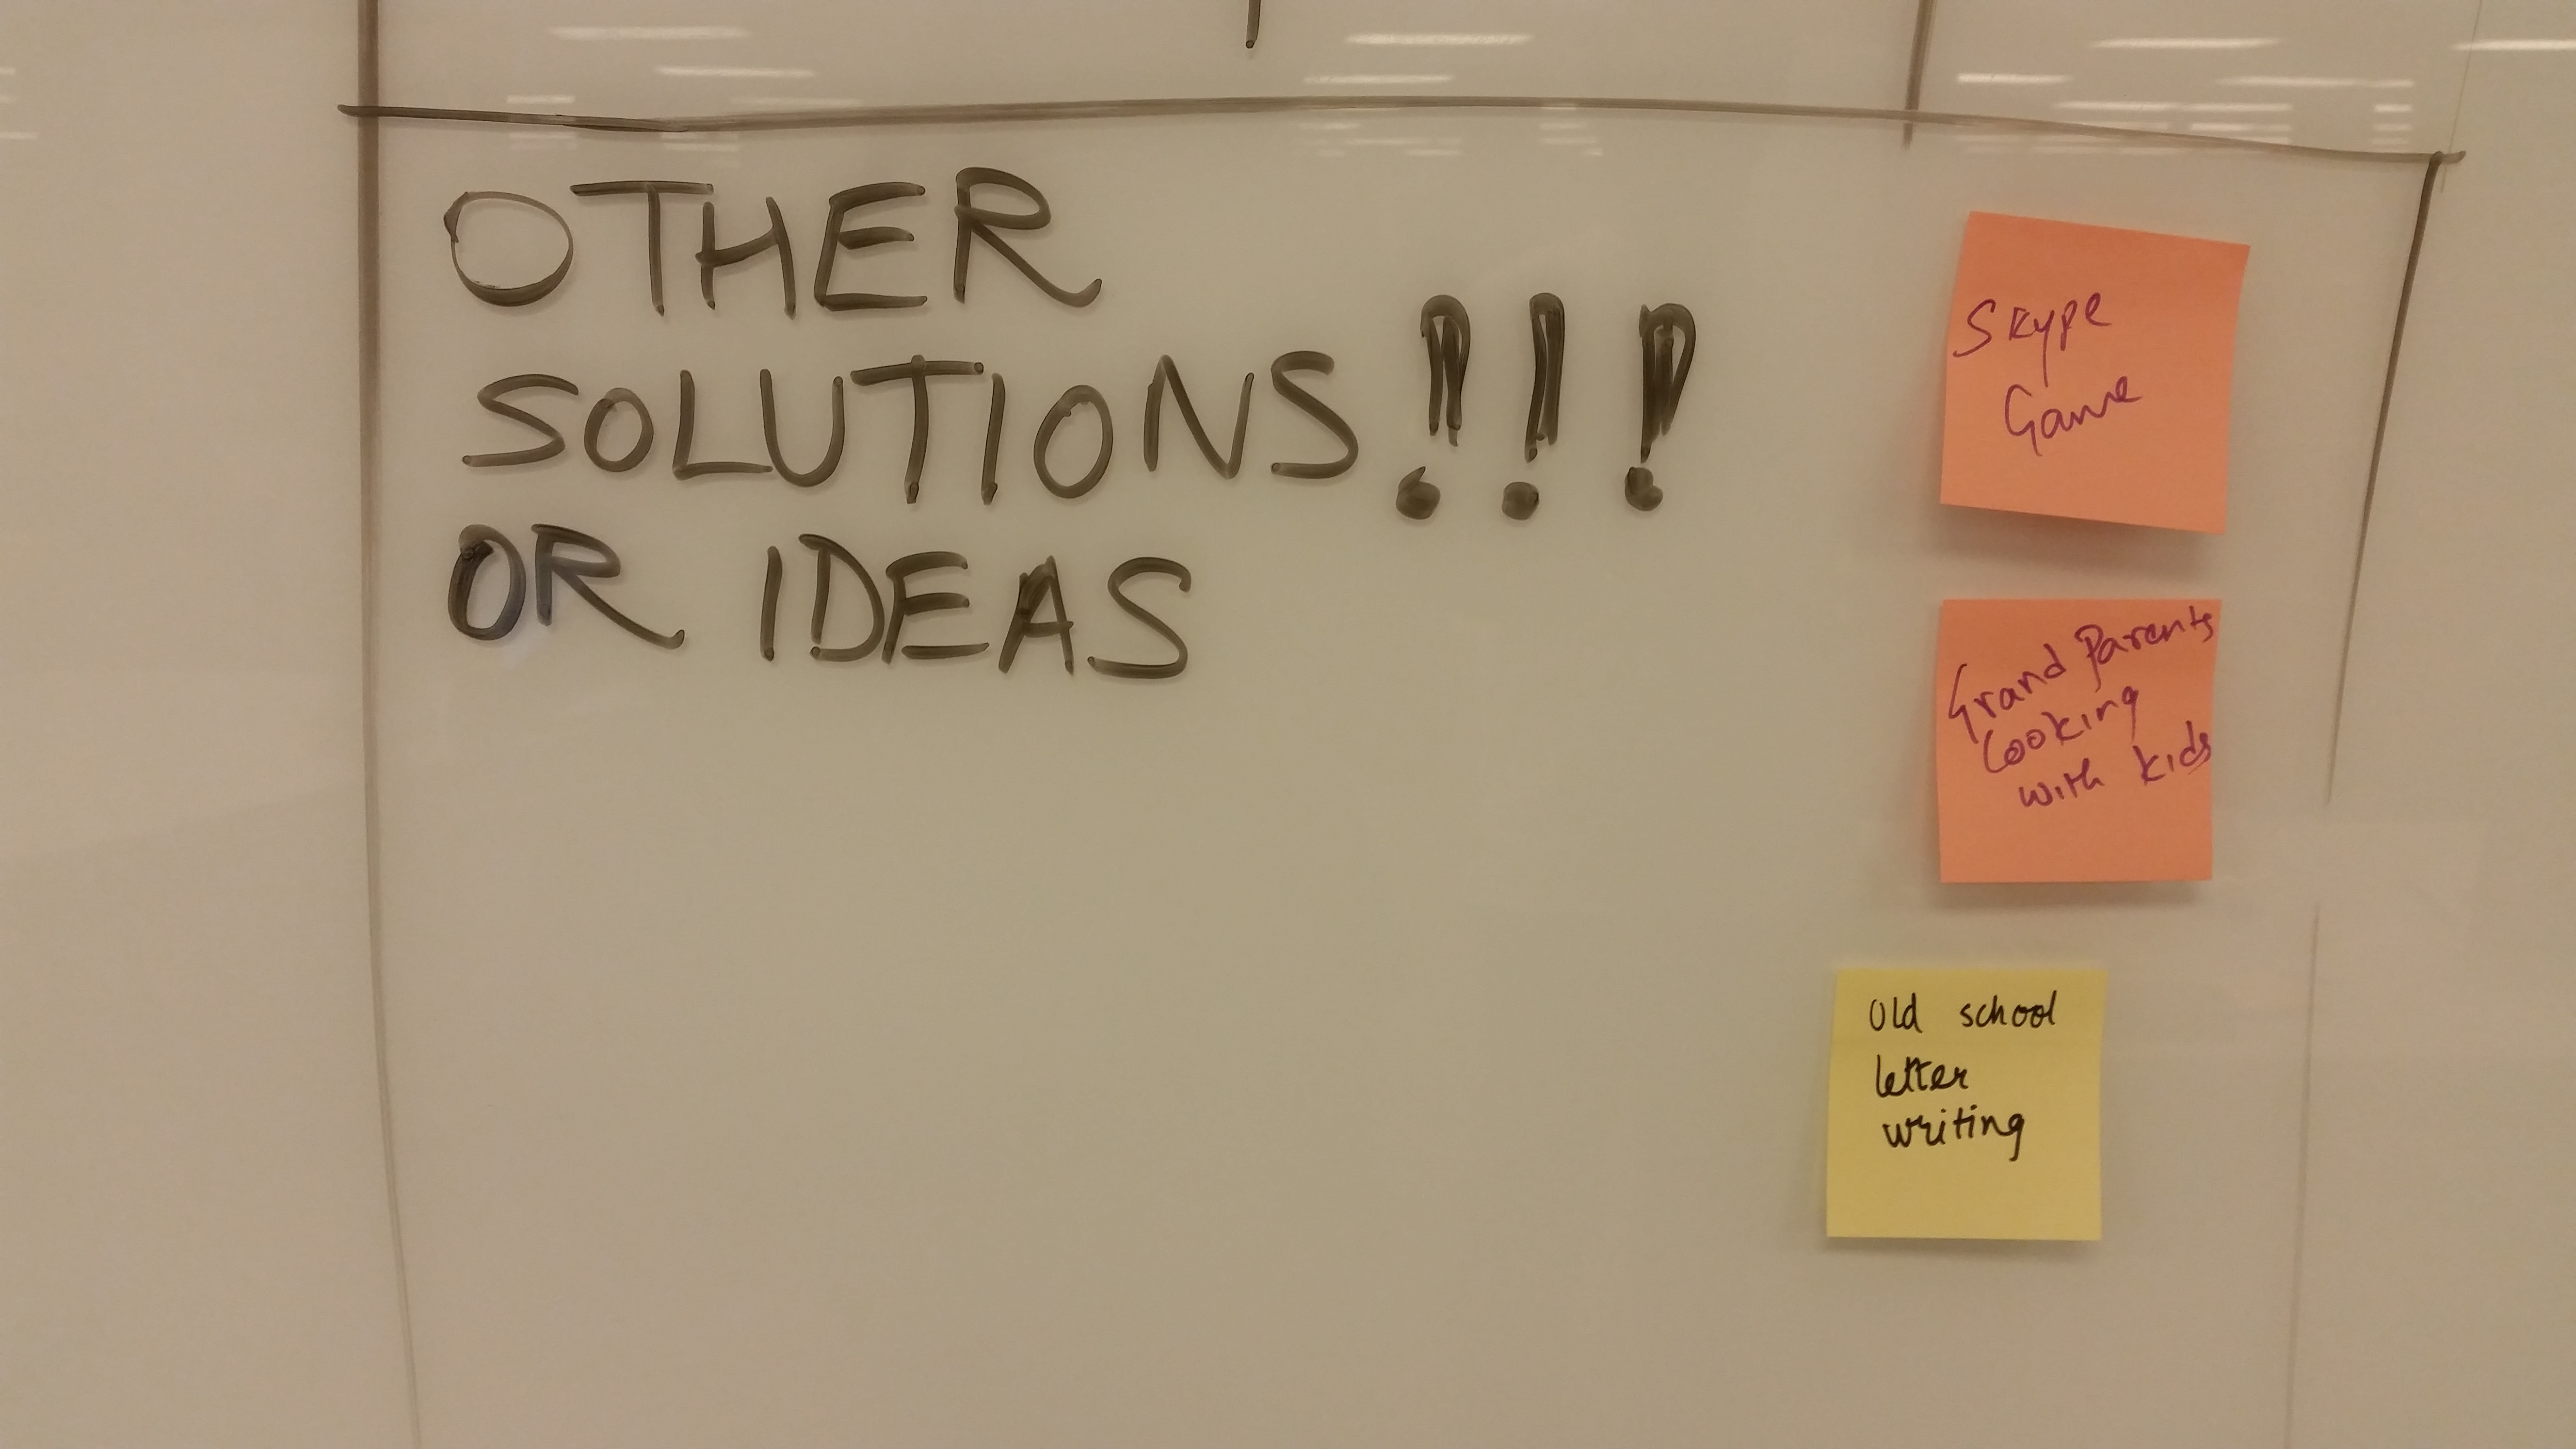 OTHER
SOLUTIONS!!!
OR IDEAS
Skype
Game
Grand Parents
Cooking
with kids
Old school
letter
writing